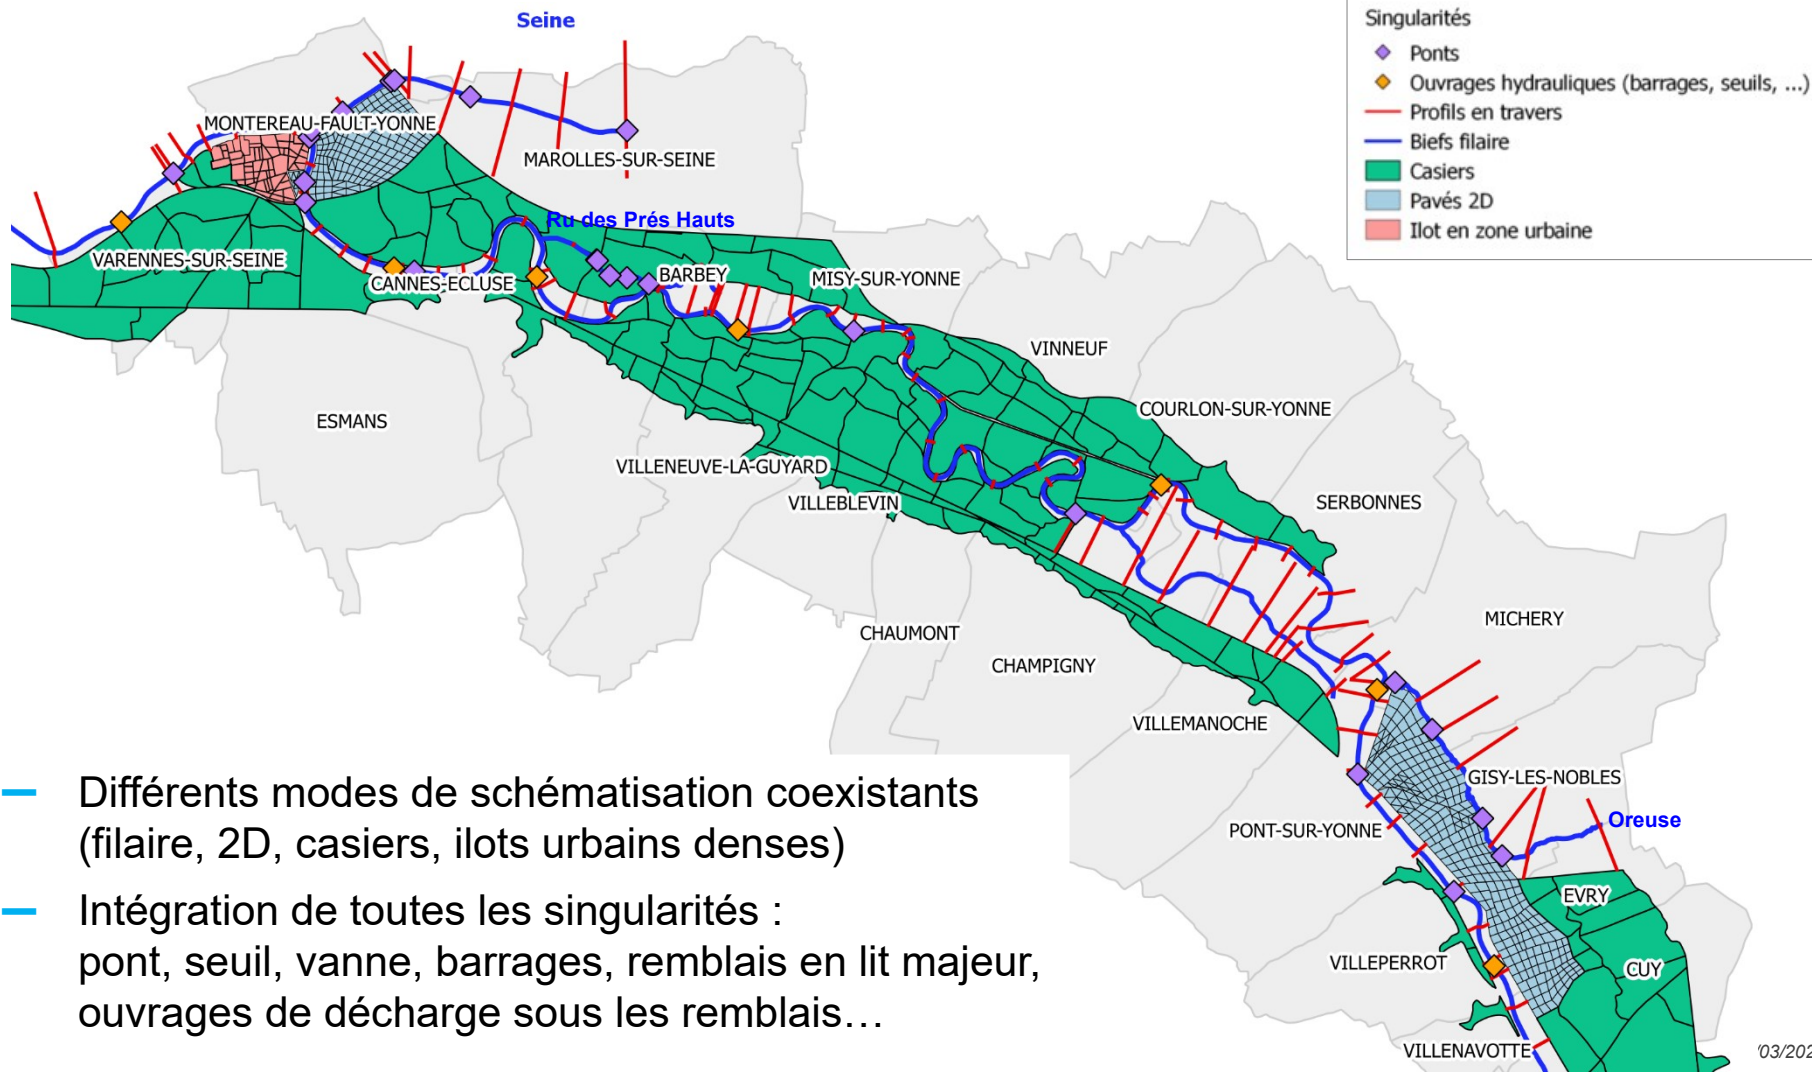 Seine
Singularités
Ponts
Ouvrages hydrauliques (barrages, seuils, ...)
Profils en travers
Biefs filaire
Casiers
Pavés 2D
Ilot en zone urbaine
MONTEREAU-FAULT-YONNE
MAROLLES-SUR-SEINE
Ru des Prés Hauts
VARENNES-SUR-SEINE
CANNES-ECLUSE
BARBEY
MISY-SUR-YONNE
VINNEUF
ESMANS
COURLON-SUR-YONNE
VILLENEUVE-LA-GUYARD
VILLEBLEVIN
SERBONNES
CHAUMONT
MICHERY
CHAMPIGNY
VILLEMANOCHE
GISY-LES-NOBLES
Oreuse
PONT-SUR-YONNE
EVRY
VILLEPERROT
CUY
VILLENAVOTTE
Différents modes de schématisation coexistants
(filaire, 2D, casiers, ilots urbains denses)
Intégration de toutes les singularités :
pont, seuil, vanne, barrages, remblais en lit majeur,
ouvrages de décharge sous les remblais…
/03/202